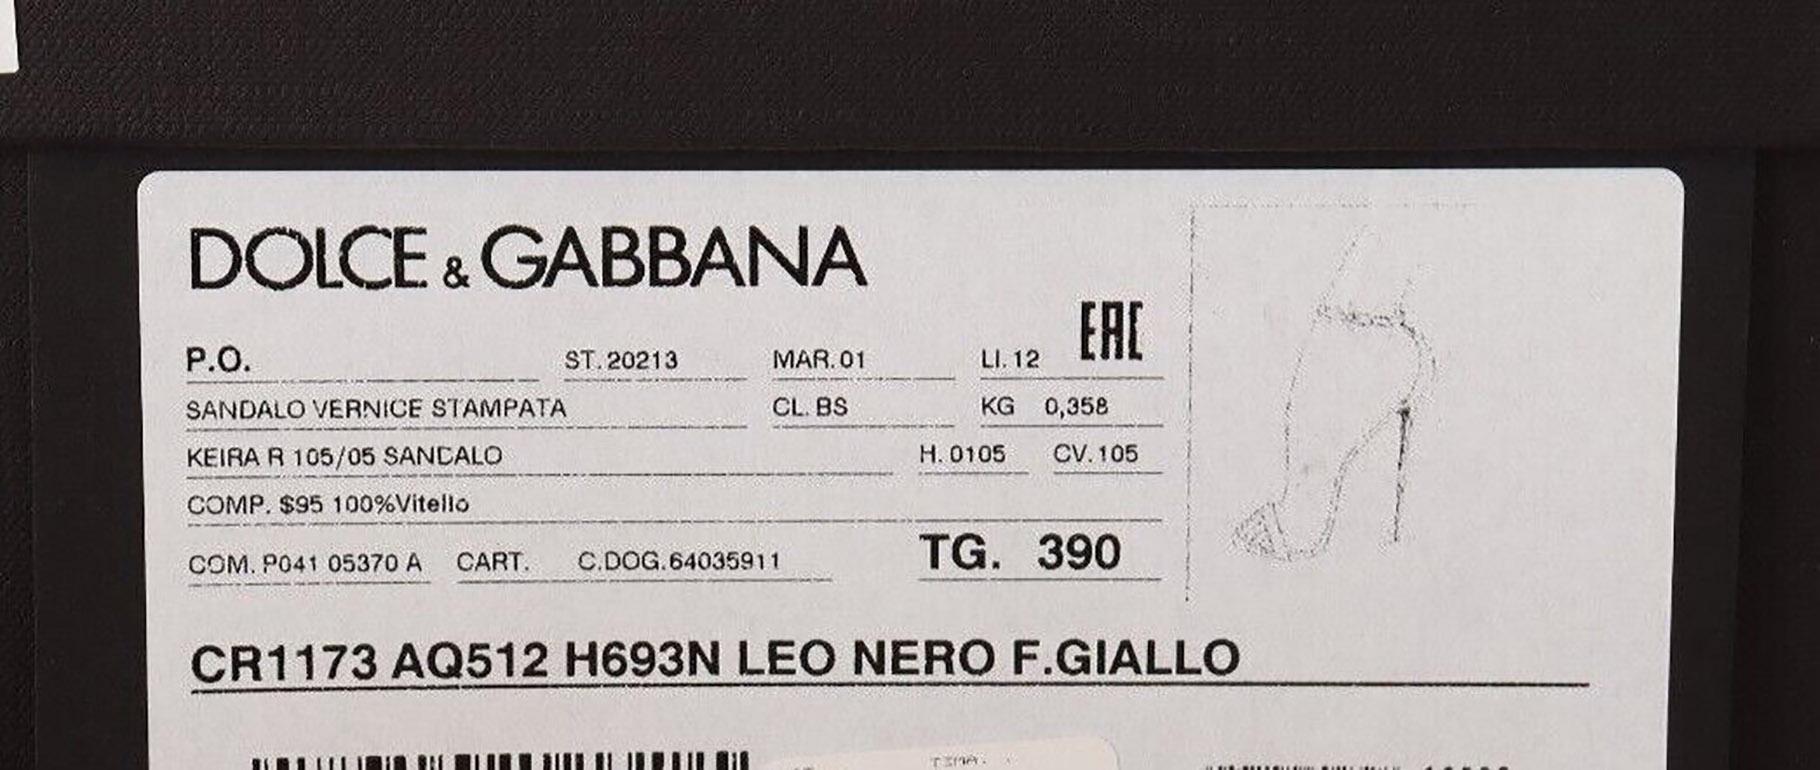 DOLCE & GABBANA
EAC
P.O. ST. 20213 MAR. 01 LI. 12
SANDALO VERNICE STAMPATA CL. BS KG 0,358
KEIRA R 105/05 SANDALO H. 0105 CV. 105
COMP. $95 100%Vitello
COM. P041 05370 A CART. C.DOG.64035911 TG. 390
CR1173 AQ512 H693N LEO NERO F.GIALLO